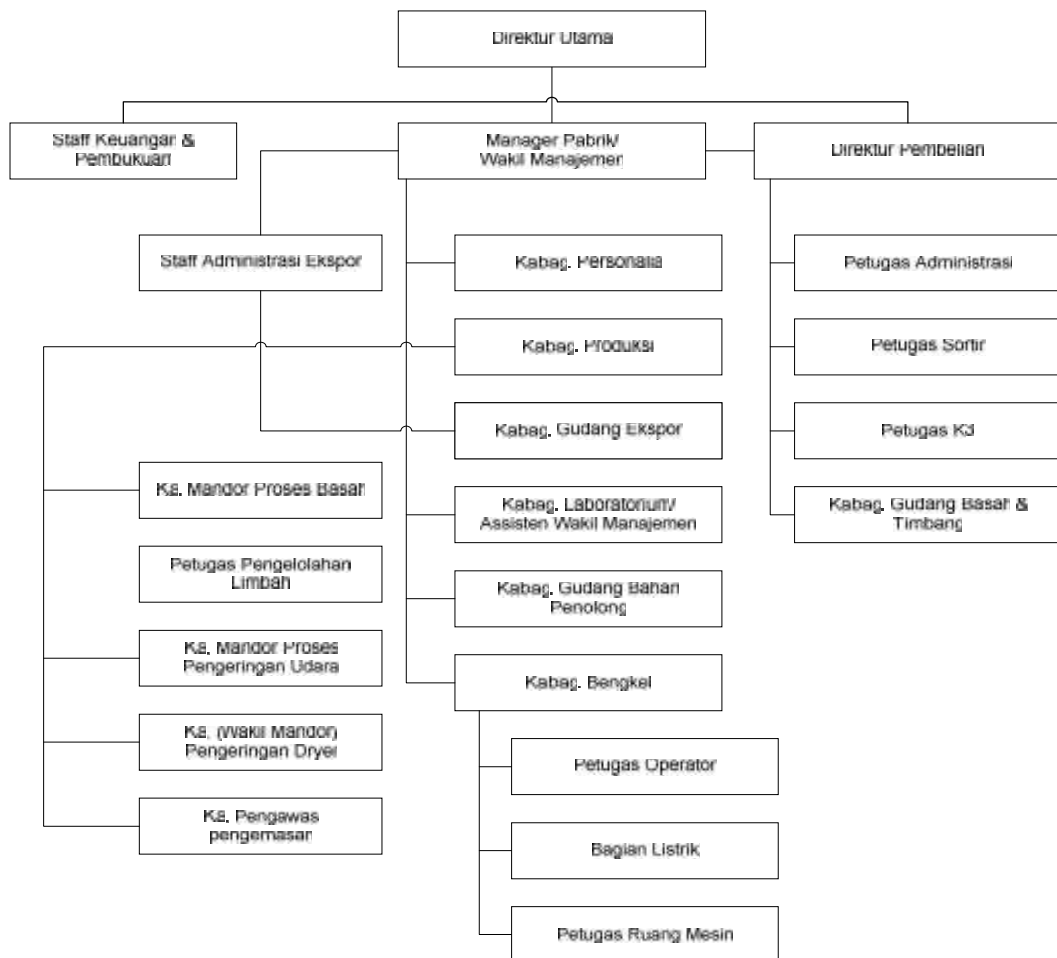 Direktur Utama
Staff Keuangan &
Pembukuan
Manager Pabrik/
Wakil Manajemen
Direktur Pembelian
Staff Administrasi Ekspor
Kabag. Personalia
Petugas Administrasi
Kabag. Produksi
Petugas Sortir
Kabag. Gudang Ekspor
Petugas K3
Ka. Mandor Proses Basah
Kabag. Laboratorium/
Assisten Wakil Manajemen
Kabag. Gudang Basah &
Timbang
Petugas Pengelolahan
Limbah
Kabag. Gudang Bahan
Penolong
Ka. Mandor Proses
Pengeringan Udara
Kabag. Bengkel
Ka. (Wakil Mandor)
Pengeringan Dryer
Petugas Operator
Ka. Pengawas
pengemasan
Bagian Listrik
Petugas Ruang Mesin